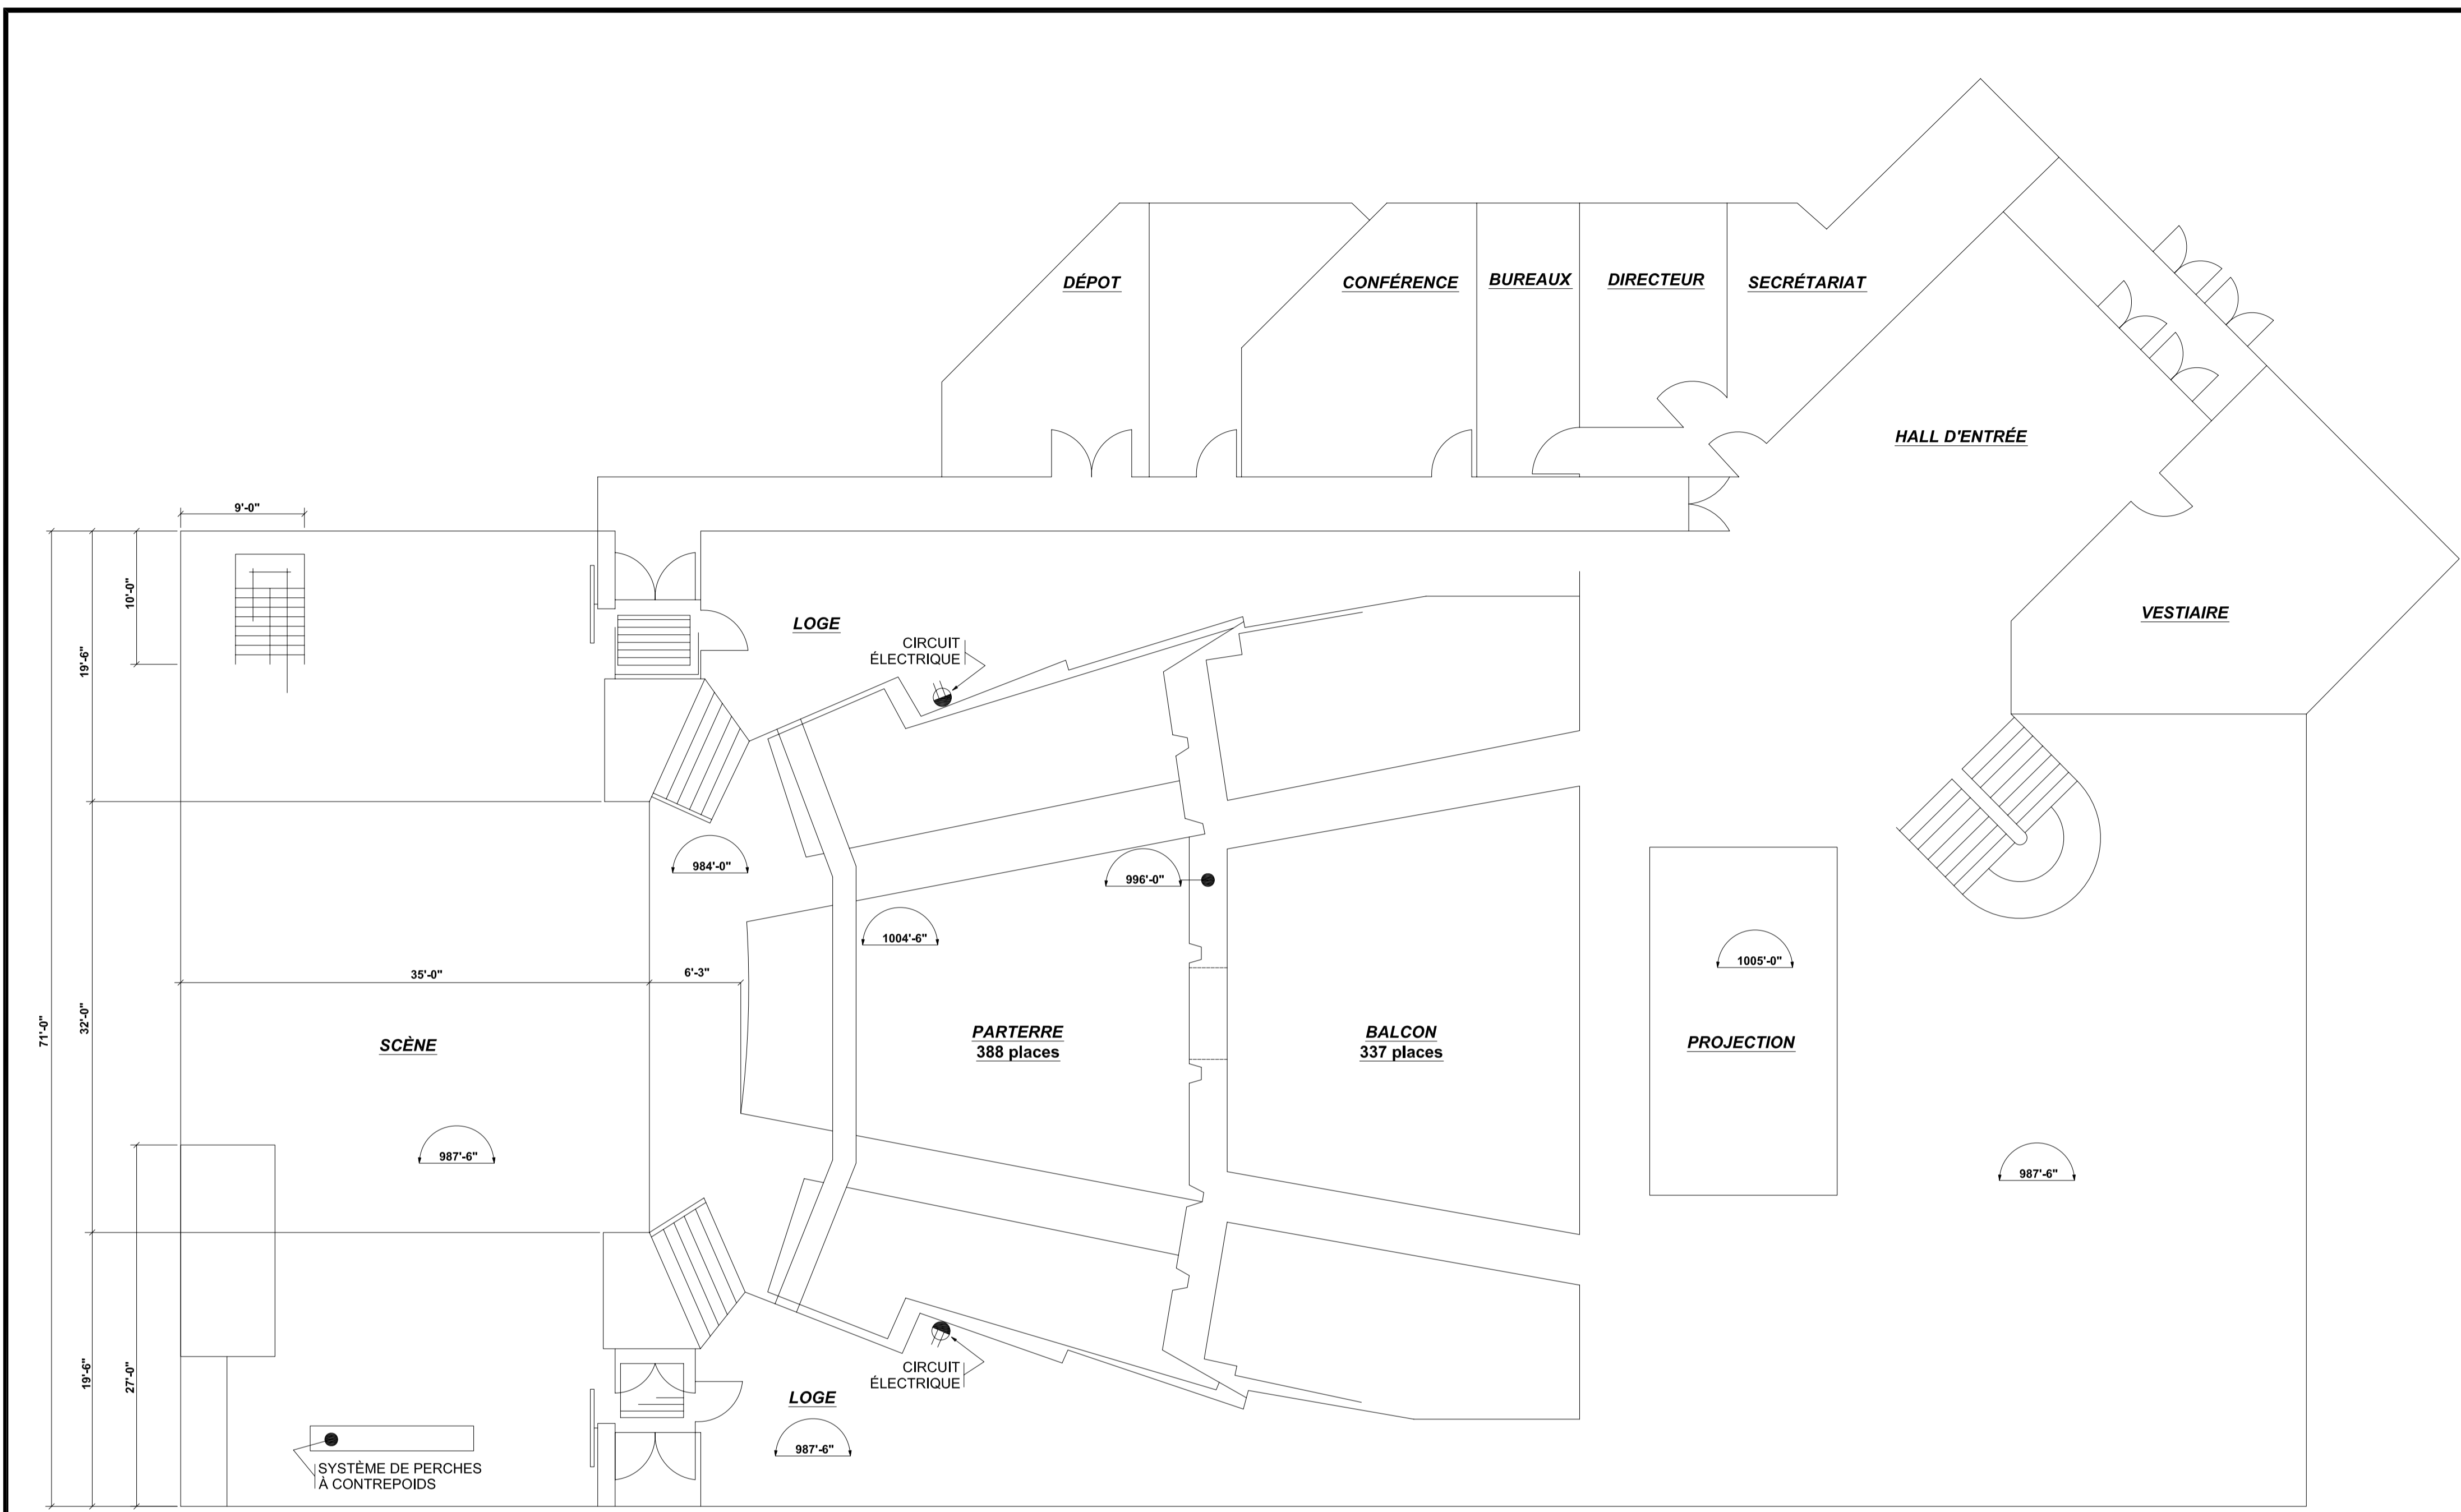 DÉPOT
CONFÉRENCE
BUREAUX
DIRECTEUR
SECRÉTARIAT
HALL D'ENTRÉE
VESTIAIRE
9'-0"
10'-0"
19'-6"
LOGE
CIRCUIT
ÉLECTRIQUE
984'-0"
996'-0"
1004'-6"
1005'-0"
35'-0"
6'-3"
71'-0"
32'-0"
SCÈNE
PARTERRE
388 places
BALCON
337 places
PROJECTION
987'-6"
987'-6"
19'-6"
27'-0"
CIRCUIT
ÉLECTRIQUE
LOGE
987'-6"
SYSTÈME DE PERCHES
À CONTREPOIDS